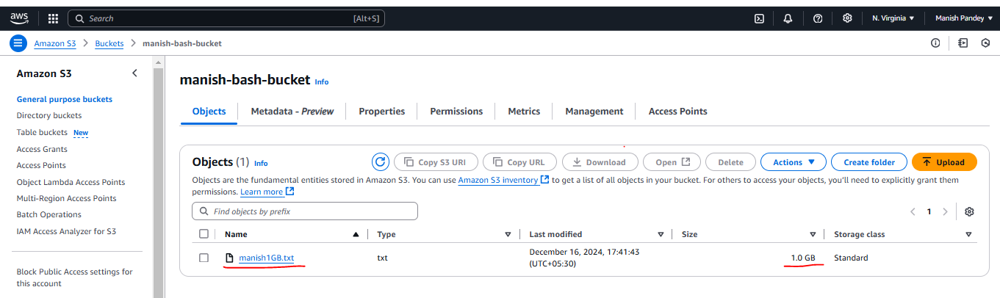 aws Search [Alt+S] N. Virginia Manish Pandey
Amazon S3 > Buckets > manish-bash-bucket
Amazon S3
General purpose buckets
Directory buckets
Table buckets New
Access Grants
Access Points
Object Lambda Access Points
Multi-Region Access Points
Batch Operations
IAM Access Analyzer for S3
Block Public Access settings for
this account
manish-bash-bucket Info
Objects Metadata - Preview Properties Permissions Metrics Management Access Points
Objects (1) Info Copy S3 URI Copy URL Download Open Delete Actions Create folder Upload
Objects are the fundamental entities stored in Amazon S3. You can use Amazon S3 inventory to get a list of all objects in your bucket. For others to access your objects, you'll need to explicitly grant them
permissions. Learn more
Find objects by prefix 1
Name Type Last modified Size Storage class
manish1GB.txt txt December 16, 2024, 17:41:43 1.0 GB Standard
(UTC+05:30)